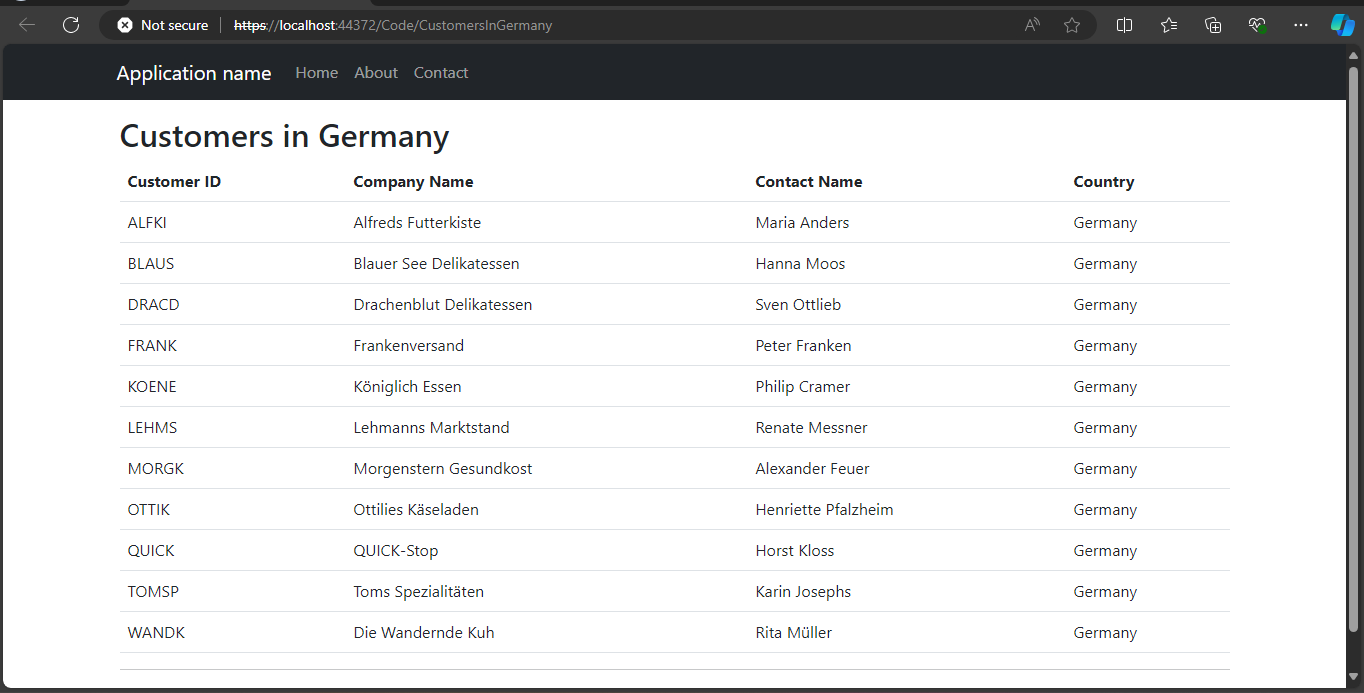 Not secure https://localhost:44372/Code/CustomersInGermany
Application name Home About Contact
Customers in Germany
Customer ID Company Name Contact Name Country
ALFKI Alfreds Futterkiste Maria Anders Germany
BLAUS Blauer See Delikatessen Hanna Moos Germany
DRACD Drachenblut Delikatessen Sven Ottlieb Germany
FRANK Frankenversand Peter Franken Germany
KOENE Königlich Essen Philip Cramer Germany
LEHMS Lehmanns Marktstand Renate Messner Germany
MORGK Morgenstern Gesundkost Alexander Feuer Germany
OTTIK Ottilies Käseladen Henriette Pfalzheim Germany
QUICK QUICK-Stop Horst Kloss Germany
TOMSP Toms Spezialitäten Karin Josephs Germany
WANDK Die Wandernde Kuh Rita Müller Germany